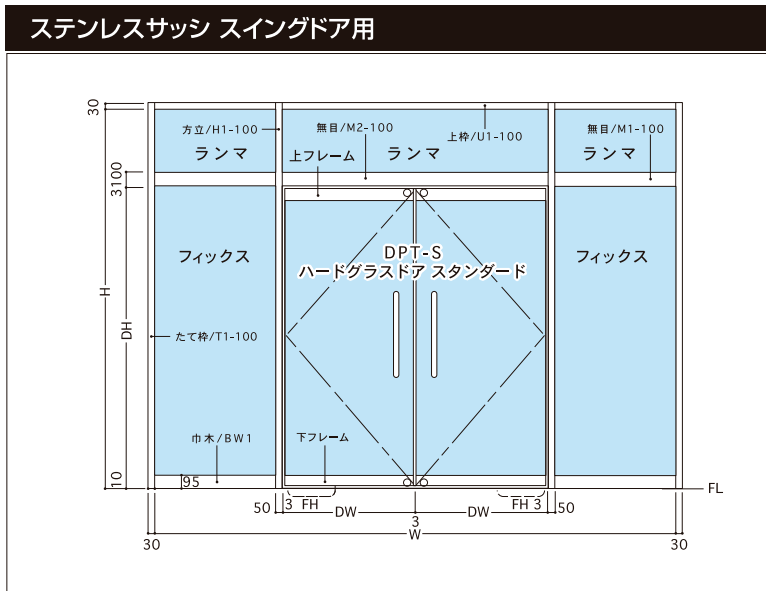 ステンレスサッシ スイングドア用
30
方立/H1-100
無目/M2-100
上枠/U1-100
無目/M1-100
ランマ
上フレーム
ランマ
ランマ
3100
フィックス
DPT-S
ハードグラスドア スタンダード
フィックス
H
DH
たて枠/T1-100
巾木/BW1
下フレーム
10
95
FL
50
3
FH
DW
3
DW
FH
3
50
W
30
30